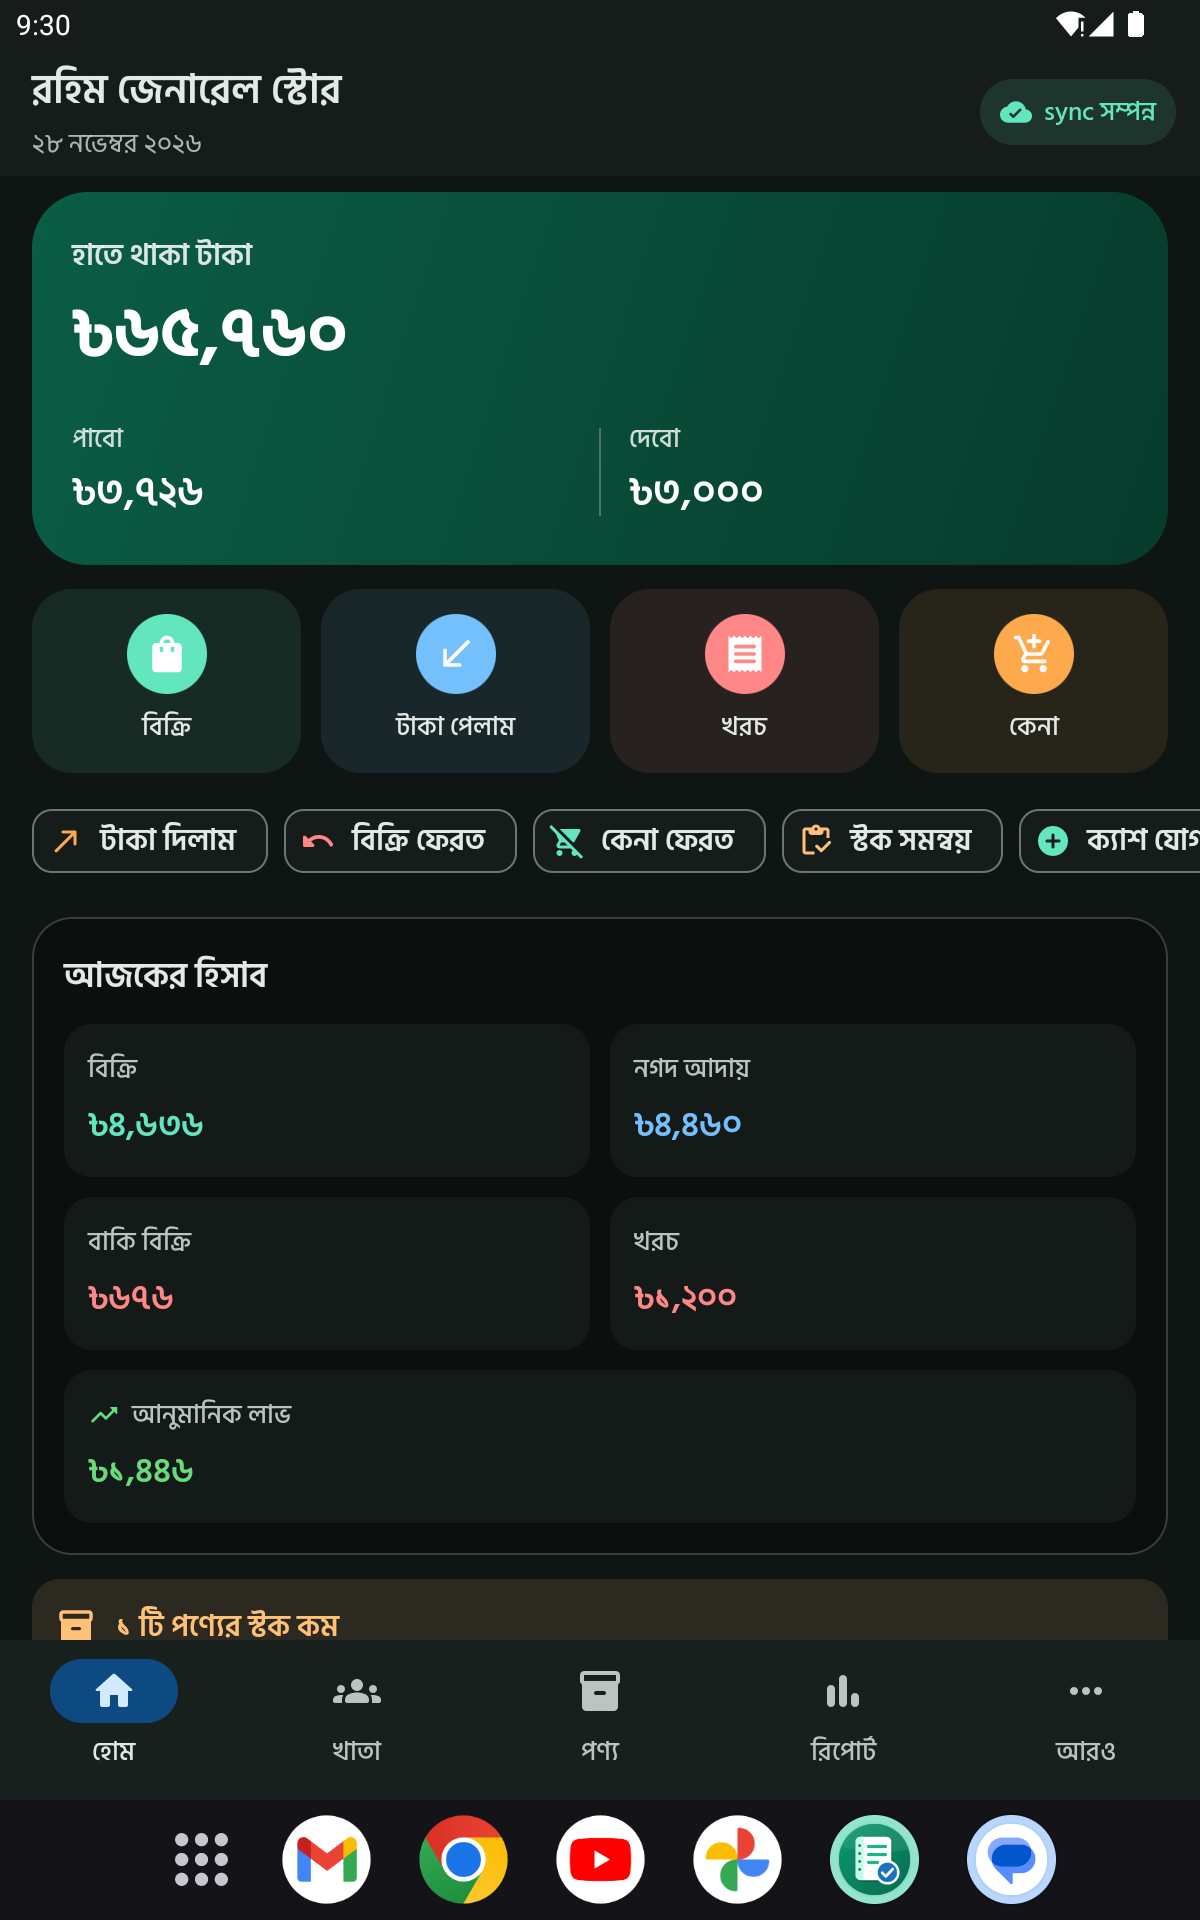 9:30
রহিম জেনারেল স্টোর
২৮ নভেম্বর ২০২৬
sync সম্পন্ন
হাতে থাকা টাকা
৳৬৫,৭৬০
পাবো
৳৩,৭২৬
দেবো
৳৩,০০০
বিক্রি
টাকা পেলাম
খরচ
কেনা
টাকা দিলাম
বিক্রি ফেরত
কেনা ফেরত
স্টক সমন্বয়
ক্যাশ
আজকের হিসাব
বিক্রি
৳৪,৬৩৬
নগদ আদায়
৳৪,৪৬০
বাকি বিক্রি
৳৬৭৬
খরচ
৳১,২০০
আনুমানিক লাভ
৳১,৪৪৬
১ টি পণ্যের স্টক কম
হোম
খাতা
পণ্য
রিপোর্ট
আরও